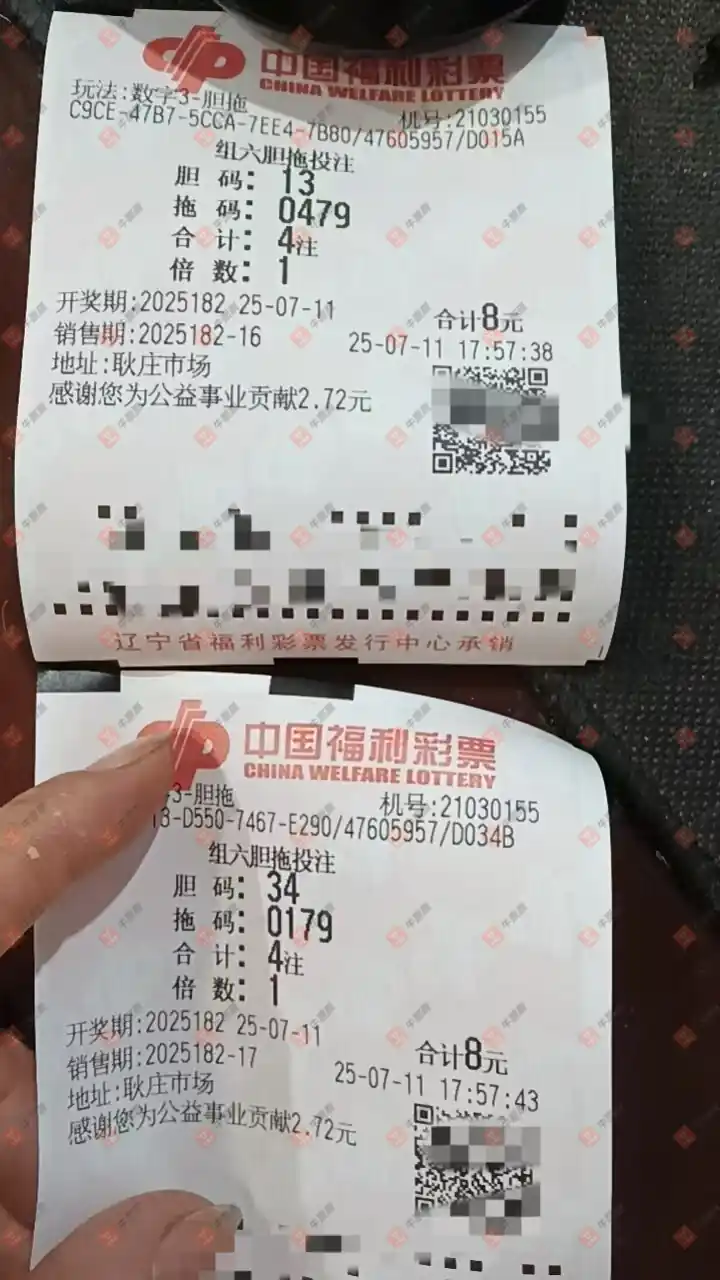 中国福利彩票
CHINA WELFARE LOTTERY
玩法:数字3-胆拖
机号:21030155
C9CE-47B7-5CCA-7EE4-7B80/47605957/D015A
组六胆拖投注
胆 码: 13
拖 码: 0479
合 计: 4注
倍 数: 1
开奖期:2025182 25-07-11
合计8元
销售期:2025182-16
25-07-11 17:57:38
地址:耿庄市场
感谢您为公益事业贡献2.72元
辽宁省福利彩票发行中心承销
中国福利彩票
CHINA WELFARE LOTTERY
3-胆拖
机号:21030155
3-D550-7467-E290/47605957/D034B
组六胆拖投注
胆 码: 34
拖 码: 0179
合 计: 4注
倍 数: 1
开奖期:2025182 25-07-11
合计8元
销售期:2025182-17
25-07-11 17:57:43
地址:耿庄市场
感谢您为公益事业贡献2.72元